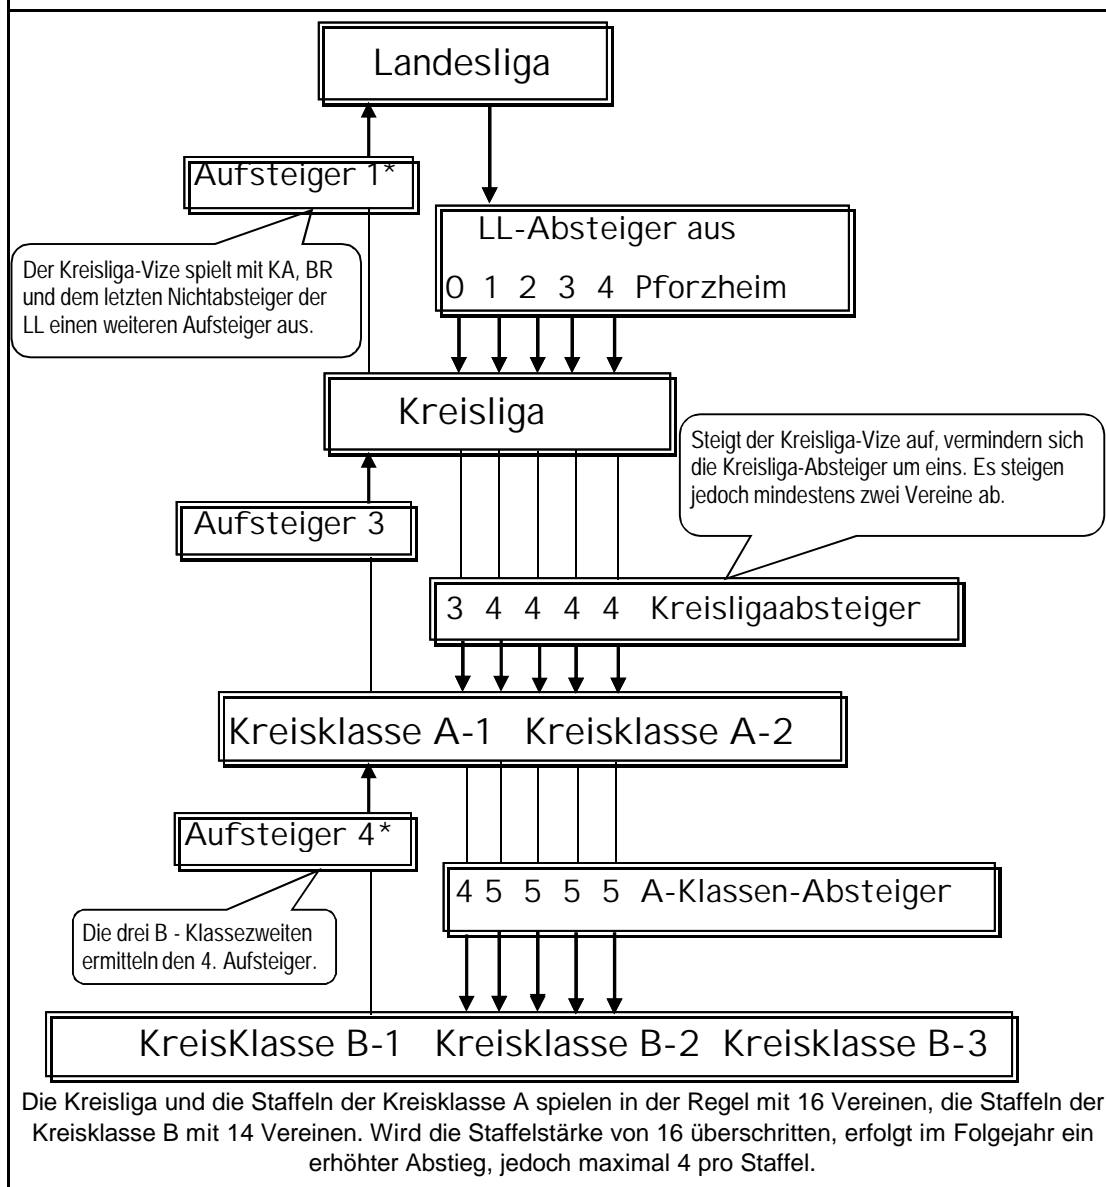 Landesliga
Aufsteiger 1*
LL-Absteiger aus
0 1 2 3 4 Pforzheim
Der Kreisliga-Vize spielt mit KA, BR
und dem letzten Nichtabsteiger der
LL einen weiteren Aufsteiger aus.
Kreisliga
Steigt der Kreisliga-Vize auf, vermindern sich
die Kreisliga-Absteiger um eins. Es steigen
jedoch mindestens zwei Vereine ab.
Aufsteiger 3
3 4 4 4 4 Kreisligaabsteiger
Kreisklasse A-1 Kreisklasse A-2
Aufsteiger 4*
4 5 5 5 5 A-Klassen-Absteiger
Die drei B - Klassezweiten
ermitteln den 4. Aufsteiger.
KreisKlasse B-1 Kreisklasse B-2 Kreisklasse B-3
Die Kreisliga und die Staffeln der Kreisklasse A spielen in der Regel mit 16 Vereinen, die Staffeln der
Kreisklasse B mit 14 Vereinen. Wird die Staffelstärke von 16 überschritten, erfolgt im Folgejahr ein
erhöhter Abstieg, jedoch maximal 4 pro Staffel.